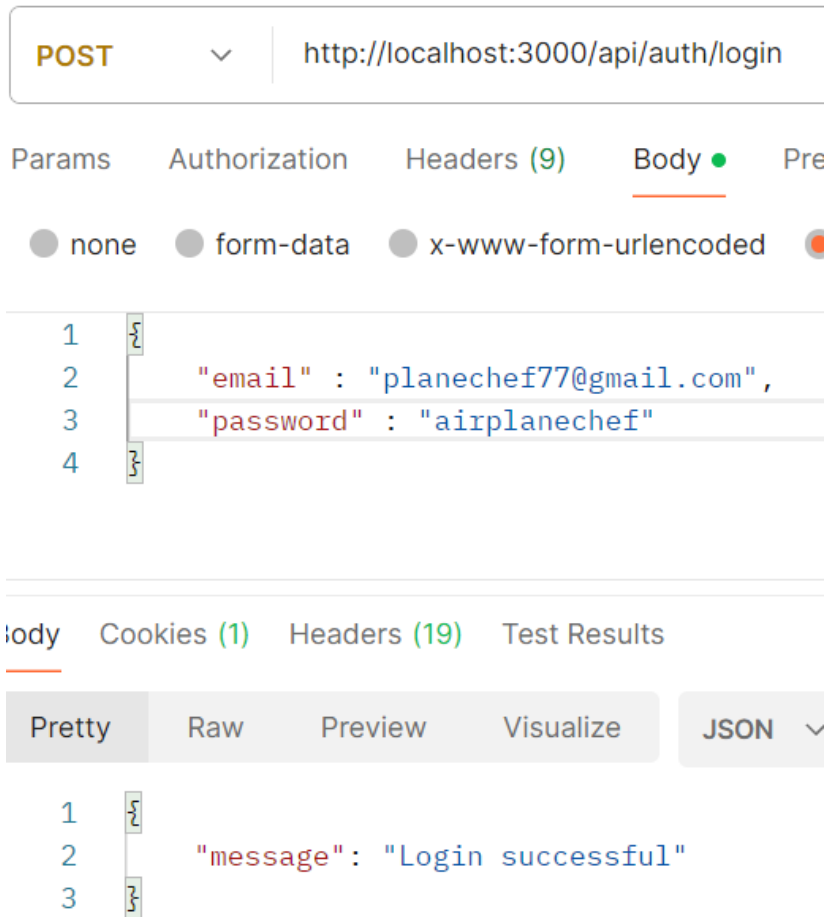 POST http://localhost:3000/api/auth/login
Params Authorization Headers (9) Body Pre
none form-data x-www-form-urlencoded
1 {
2 "email" : "planechef77@gmail.com",
3 "password" : "airplanechef"
4 }
Body Cookies (1) Headers (19) Test Results
Pretty Raw Preview Visualize JSON
1 {
2 "message": "Login successful"
3 }